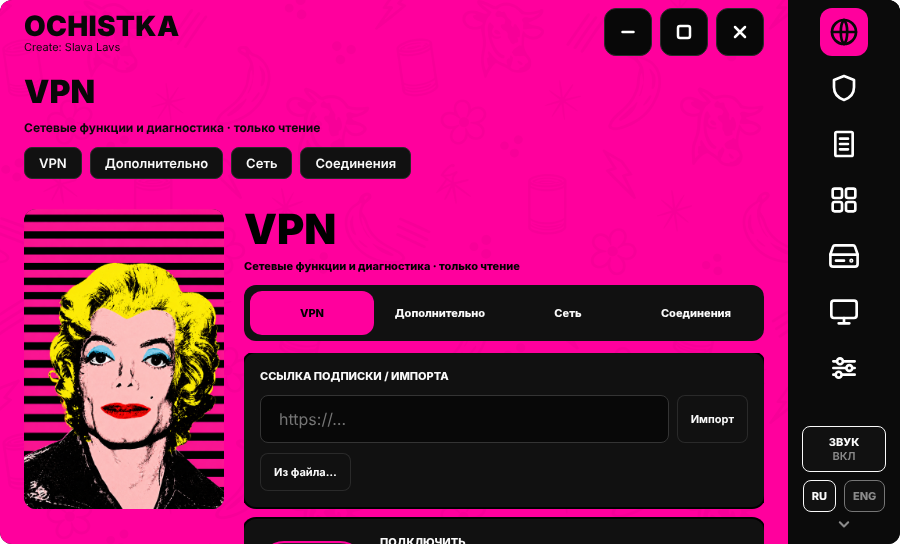 OCHISTKA
Create: Slava Lavs
VPN
Сетевые функции и диагностика · только чтение
VPN Дополнительно Сеть Соединения
VPN
Сетевые функции и диагностика · только чтение
VPN Дополнительно Сеть Соединения
ССЫЛКА ПОДПИСКИ / ИМПОРТА
https://... Импорт
Из файла...
ПОДКЛЮЧИТЬ
ЗВУК
ВКЛ
RU ENG